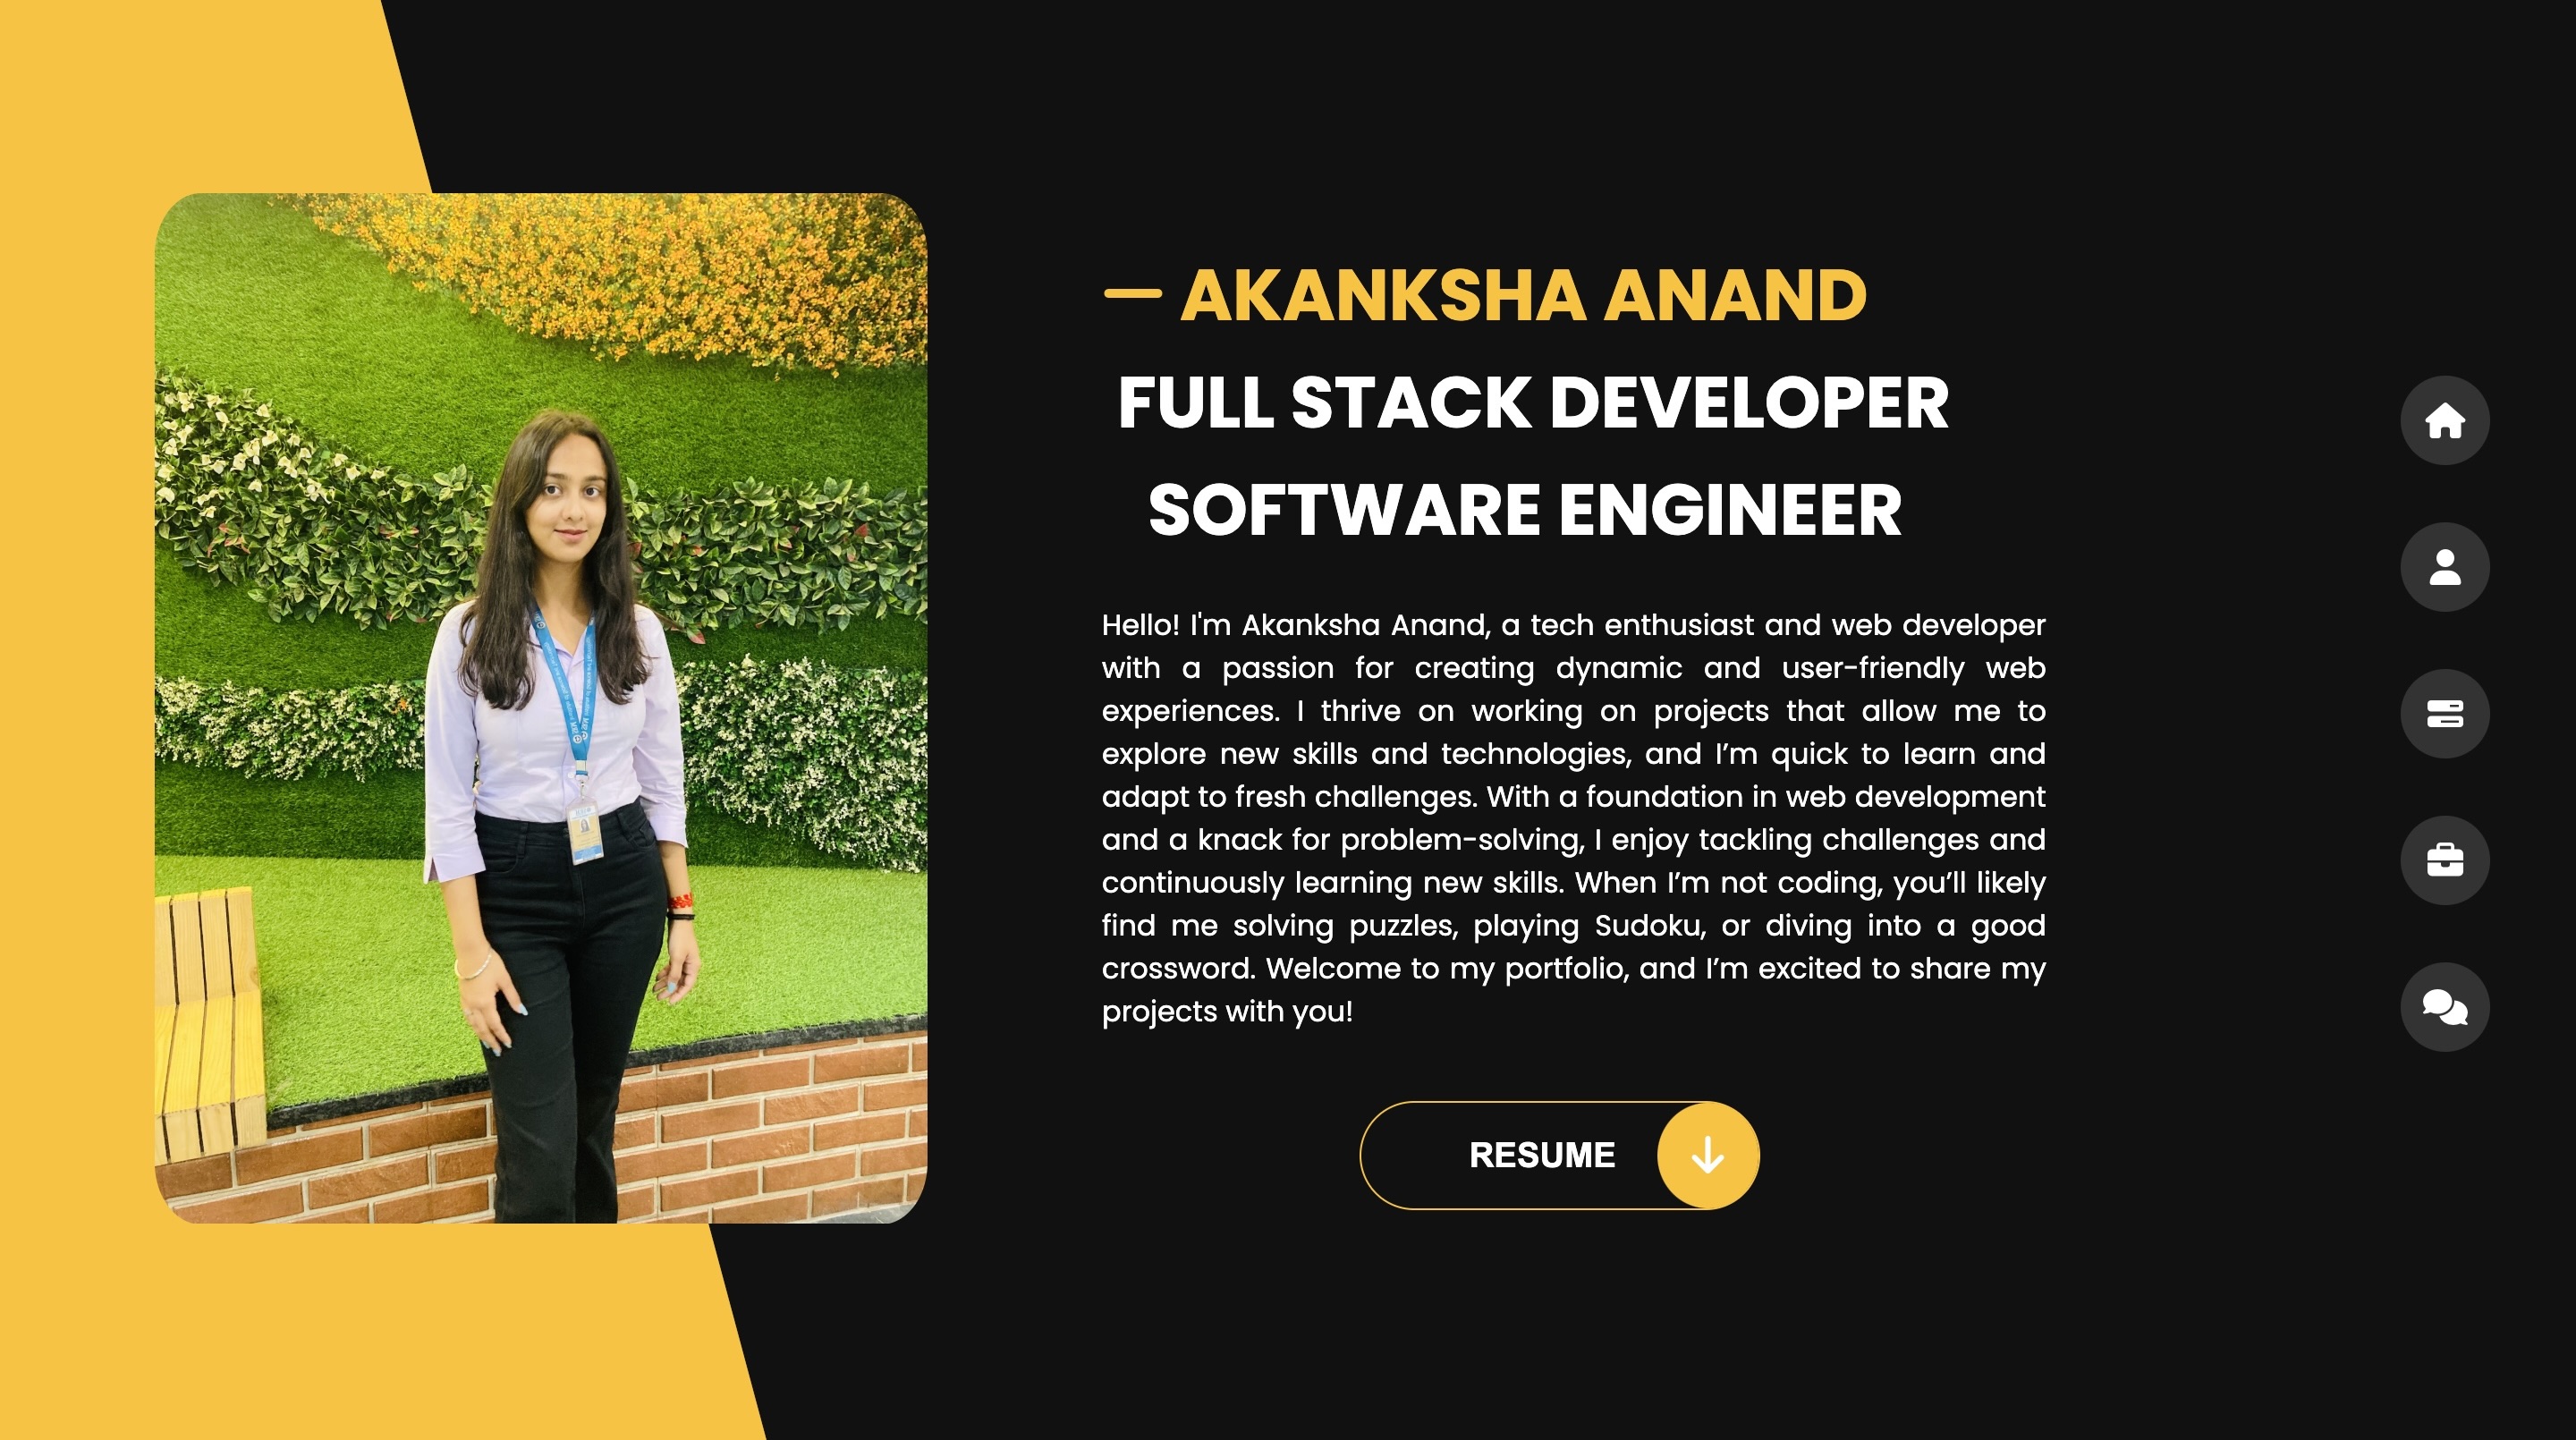 AKANKSHA ANAND
FULL STACK DEVELOPER
SOFTWARE ENGINEER
Hello! I'm Akanksha Anand, a tech enthusiast and web developer
with a passion for creating dynamic and user-friendly web
experiences. I thrive on working on projects that allow me to
explore new skills and technologies, and I’m quick to learn and
adapt to fresh challenges. With a foundation in web development
and a knack for problem-solving, I enjoy tackling challenges and
continuously learning new skills. When I’m not coding, you’ll likely
find me solving puzzles, playing Sudoku, or diving into a good
crossword. Welcome to my portfolio, and I’m excited to share my
projects with you!
RESUME